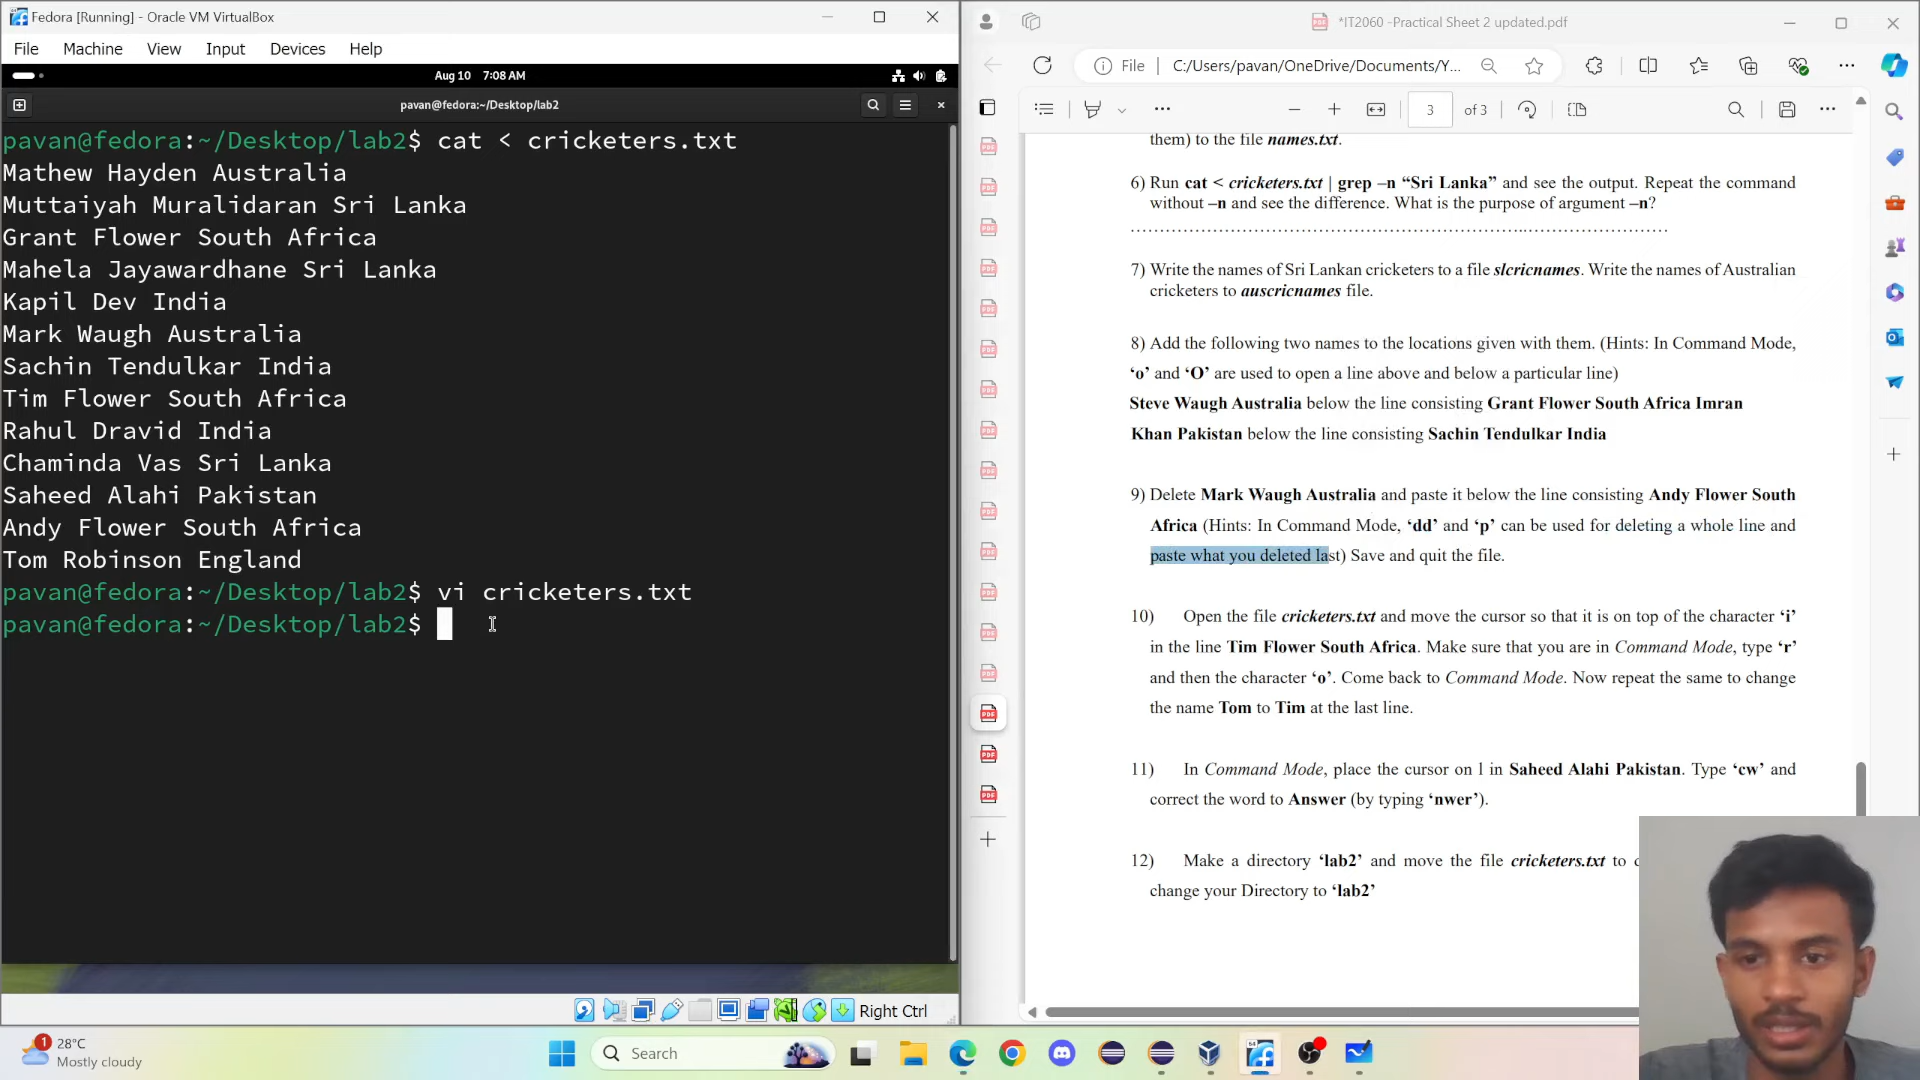 Fedora [Running] - Oracle VM VirtualBox
File Machine View Input Devices Help
Aug 10 7:08 AM
pavan@fedora:~/Desktop/lab2
pavan@fedora:~/Desktop/lab2$ cat < cricketers.txt
Mathew Hayden Australia
Muttaiyah Muralidaran Sri Lanka
Grant Flower South Africa
Mahela Jayawardhane Sri Lanka
Kapil Dev India
Mark Waugh Australia
Sachin Tendulkar India
Tim Flower South Africa
Rahul Dravid India
Chaminda Vas Sri Lanka
Saheed Alahi Pakistan
Andy Flower South Africa
Tom Robinson England
pavan@fedora:~/Desktop/lab2$ vi cricketers.txt
pavan@fedora:~/Desktop/lab2$
Right Ctrl
*IT2060 -Practical Sheet 2 updated.pdf
File C:/Users/pavan/OneDrive/Documents/Y...
3 of 3
them) to the file names.txt.
6) Run cat < cricketers.txt | grep –n “Sri Lanka” and see the output. Repeat the command
without –n and see the difference. What is the purpose of argument –n?
7) Write the names of Sri Lankan cricketers to a file slcricnames. Write the names of Australian
cricketers to auscricnames file.
8) Add the following two names to the locations given with them. (Hints: In Command Mode,
‘o’ and ‘O’ are used to open a line above and below a particular line)
Steve Waugh Australia below the line consisting Grant Flower South Africa Imran
Khan Pakistan below the line consisting Sachin Tendulkar India
9) Delete Mark Waugh Australia and paste it below the line consisting Andy Flower South
Africa (Hints: In Command Mode, ‘dd’ and ‘p’ can be used for deleting a whole line and
paste what you deleted last) Save and quit the file.
10) Open the file cricketers.txt and move the cursor so that it is on top of the character ‘i’
in the line Tim Flower South Africa. Make sure that you are in Command Mode, type ‘r’
and then the character ‘o’. Come back to Command Mode. Now repeat the same to change
the name Tom to Tim at the last line.
11) In Command Mode, place the cursor on l in Saheed Alahi Pakistan. Type ‘cw’ and
correct the word to Answer (by typing ‘nwer’).
12) Make a directory ‘lab2’ and move the file cricketers.txt to
change your Directory to ‘lab2’
1
28°C
Mostly cloudy
Search